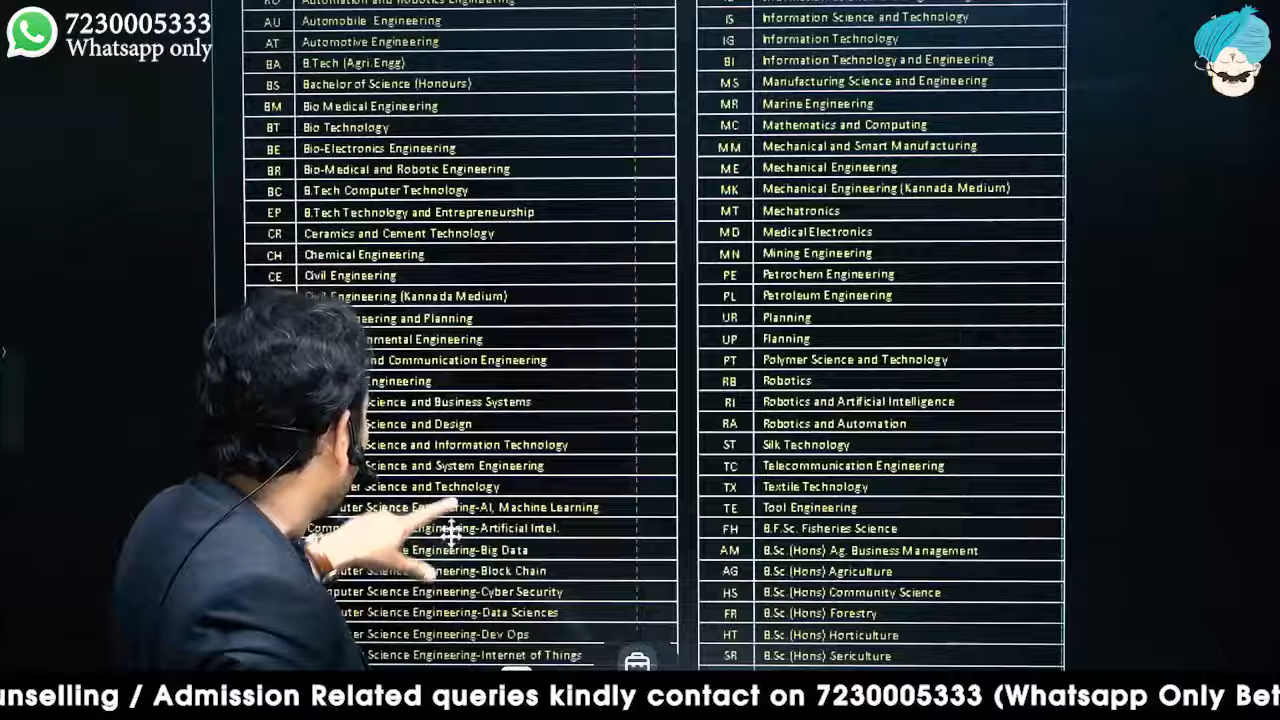 7230005333
Whatsapp only
Automation and Robotics Engineering
AU Automobile Engineering
AT Automotive Engineering
BA B.Tech (Agri.Engg)
BS Bachelor of Science (Honours)
BM Bio Medical Engineering
BT Bio Technology
BE Bio-Electronics Engineering
BR Bio-Medical and Robotic Engineering
BC B.Tech Computer Technology
EP B.Tech Technology and Entrepreneurship
CR Ceramics and Cement Technology
CH Chemical Engineering
CE Civil Engineering
Civil Engineering (Kannada Medium)
and Planning
Engineering
and Communication Engineering
Engineering
Science and Business Systems
Science and Design
Science and Information Technology
Science and System Engineering
Science and Technology
Science Engineering-AI, Machine Learning
Engineering-Artificial Intel.
Engineering-Big Data
Science Engineering-Block Chain
Science Engineering-Cyber Security
Science Engineering-Data Sciences
Science Engineering-Dev Ops
Science Engineering-Internet of Things
IS Information Science and Technology
IG Information Technology
BI Information Technology and Engineering
MS Manufacturing Science and Engineering
MR Marine Engineering
MC Mathematics and Computing
MM Mechanical and Smart Manufacturing
ME Mechanical Engineering
MK Mechanical Engineering (Kannada Medium)
MT Mechatronics
MD Medical Electronics
MN Mining Engineering
PE Petrochem Engineering
PL Petroleum Engineering
UR Planning
UP Planning
PT Polymer Science and Technology
RB Robotics
RI Robotics and Artificial Intelligence
RA Robotics and Automation
ST Silk Technology
TC Telecommunication Engineering
TX Textile Technology
TE Tool Engineering
FH B.F.Sc. Fisheries Science
AM B.Sc. (Hons) Ag. Business Management
AG B.Sc. (Hons) Agriculture
HS B.Sc. (Hons) Community Science
FR B.Sc. (Hons) Forestry
HT B.Sc. (Hons) Horticulture
SR B.Sc. (Hons) Sericulture
unselling / Admission Related queries kindly contact on 7230005333 (Whatsapp Only Bet